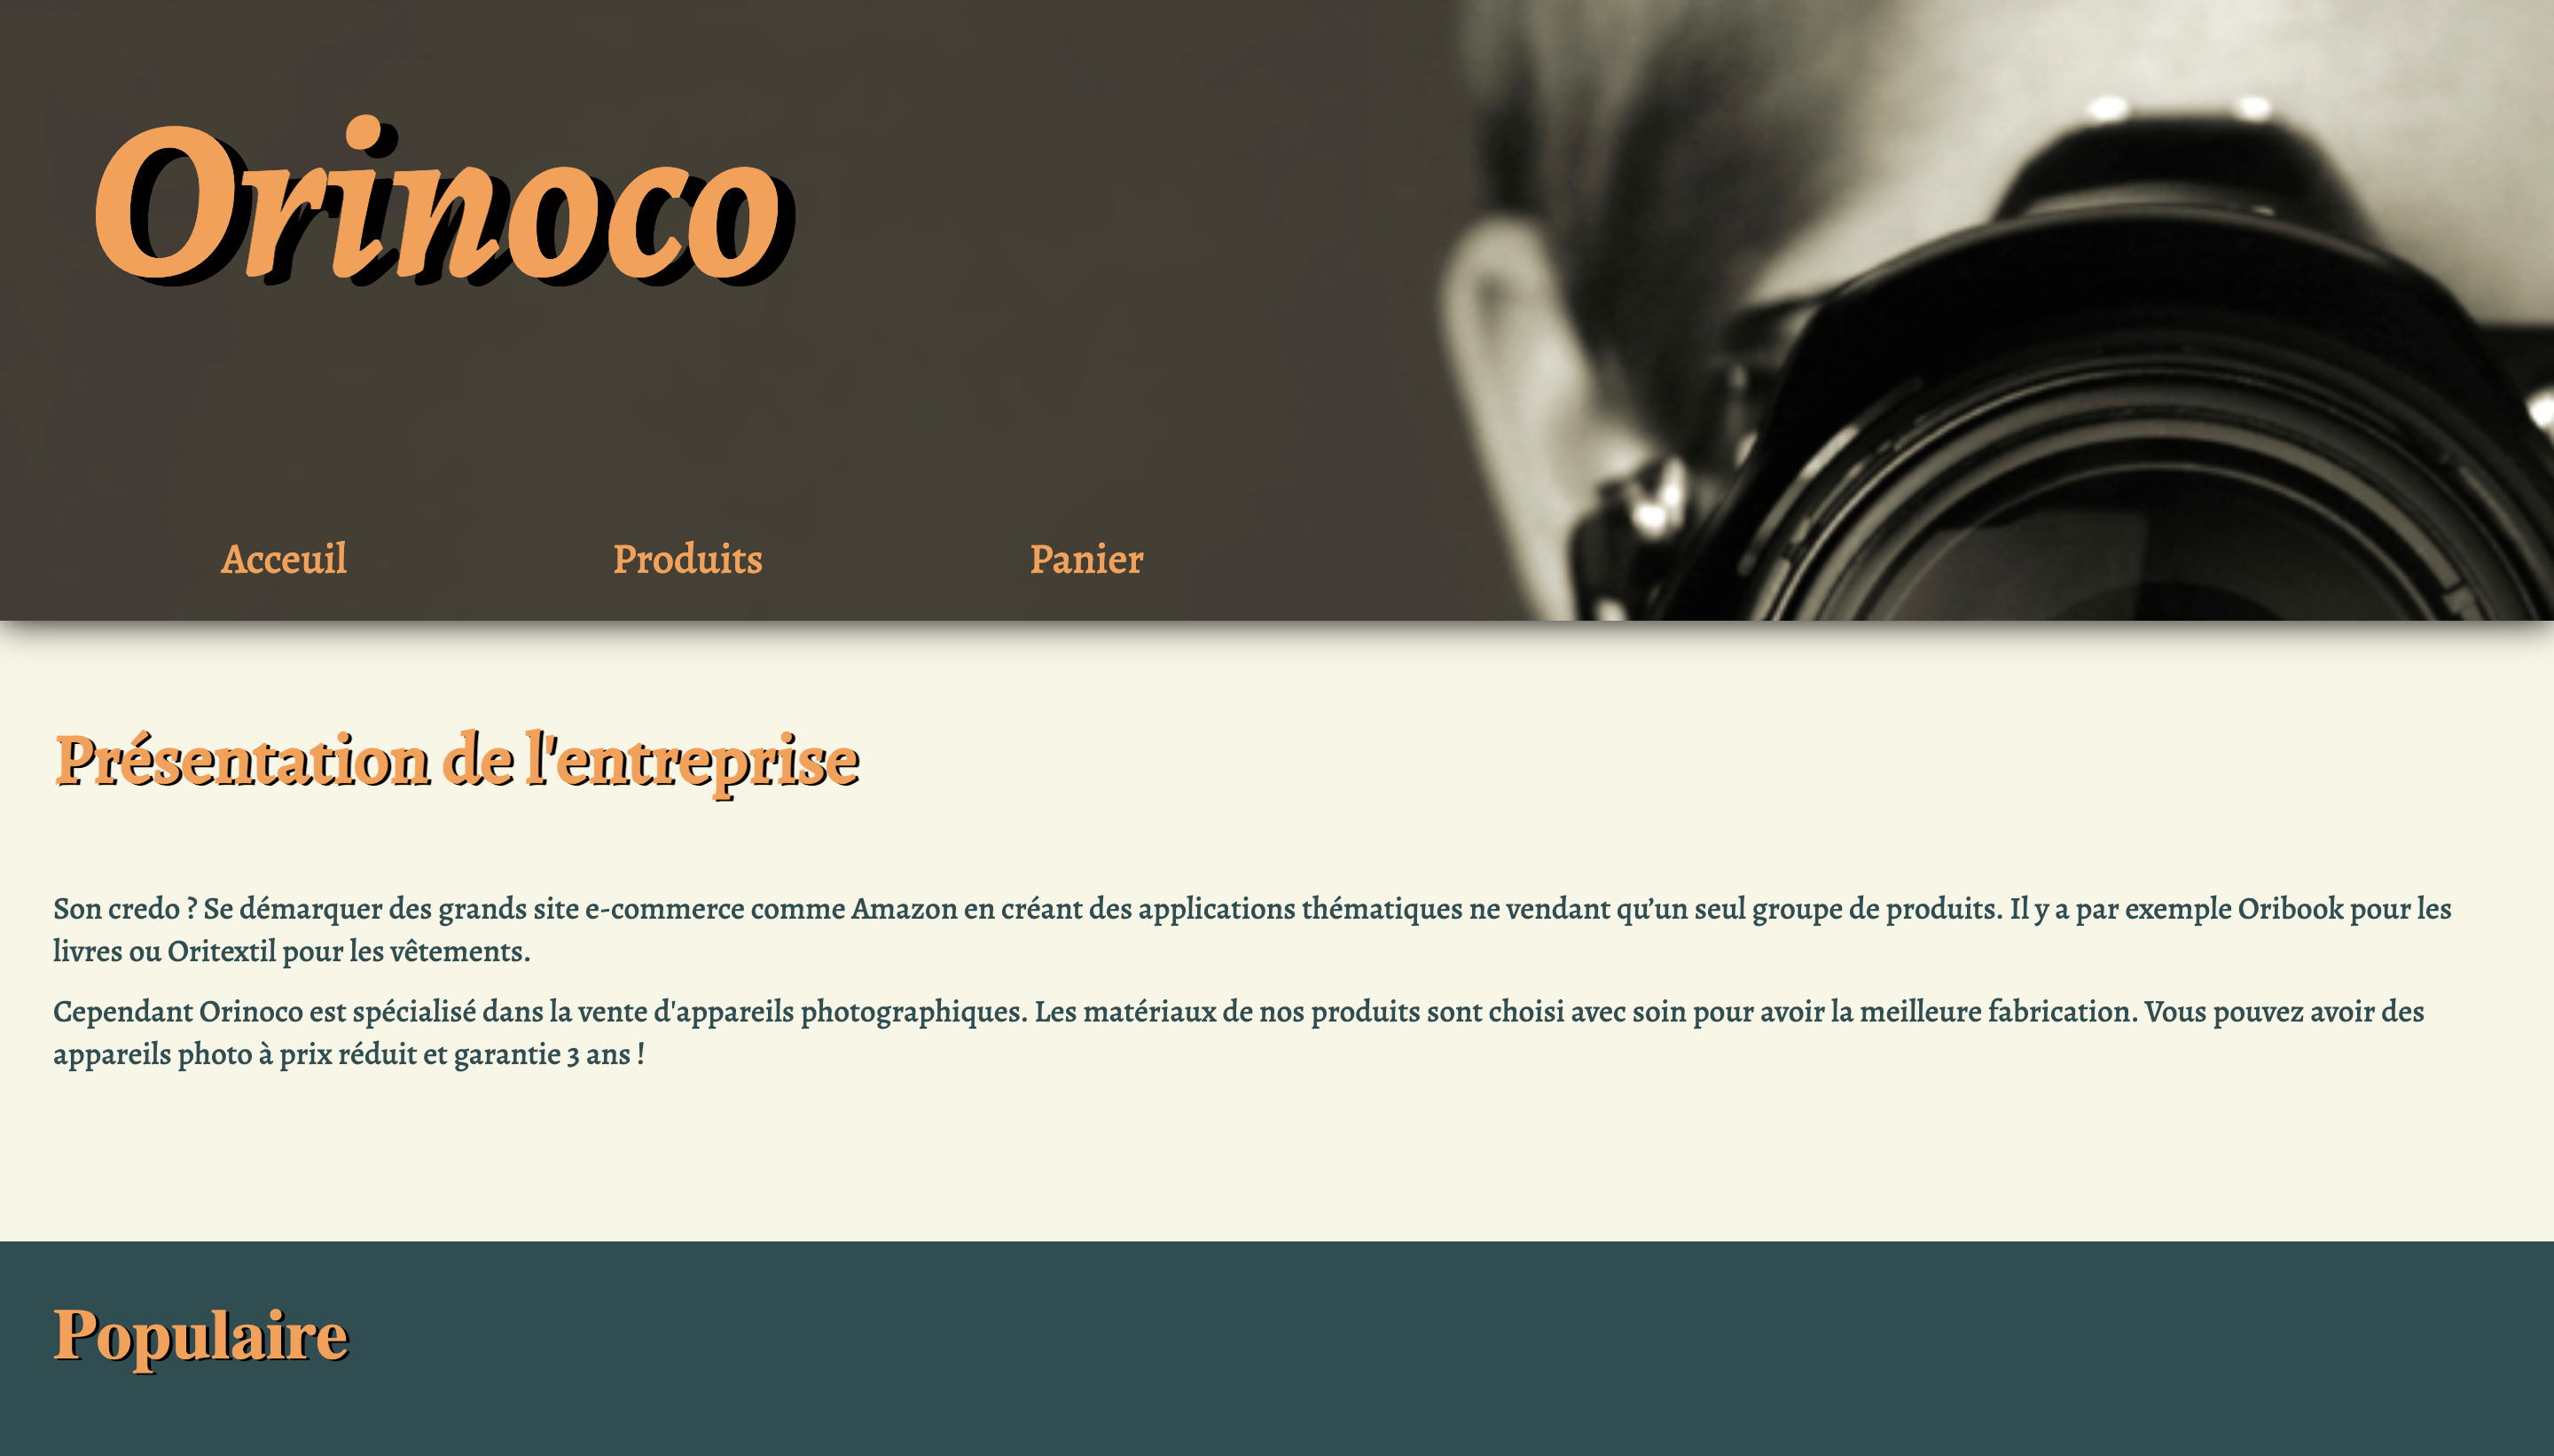 Orinoco
Acceuil Produits Panier
Présentation de l'entreprise
Son credo ? Se démarquer des grands site e-commerce comme Amazon en créant des applications thématiques ne vendant qu’un seul groupe de produits. Il y a par exemple Oribook pour les
livres ou Oritextil pour les vêtements.
Cependant Orinoco est spécialisé dans la vente d'appareils photographiques. Les matériaux de nos produits sont choisi avec soin pour avoir la meilleure fabrication. Vous pouvez avoir des
appareils photo à prix réduit et garantie 3 ans !
Populaire